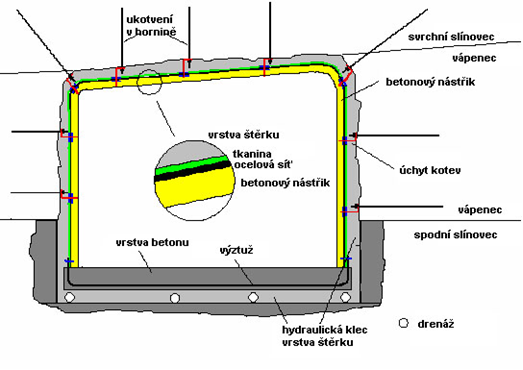 ukotvení
v hornině
svrchní slínovec
vápenec
betonový nástřik
vrstva štěrku
tkanina
ocelová síť
betonový nástřik
úchyt kotev
vápenec
spodní slínovec
vrstva betonu
výztuž
hydraulická klec
vrstva štěrku
drenáž